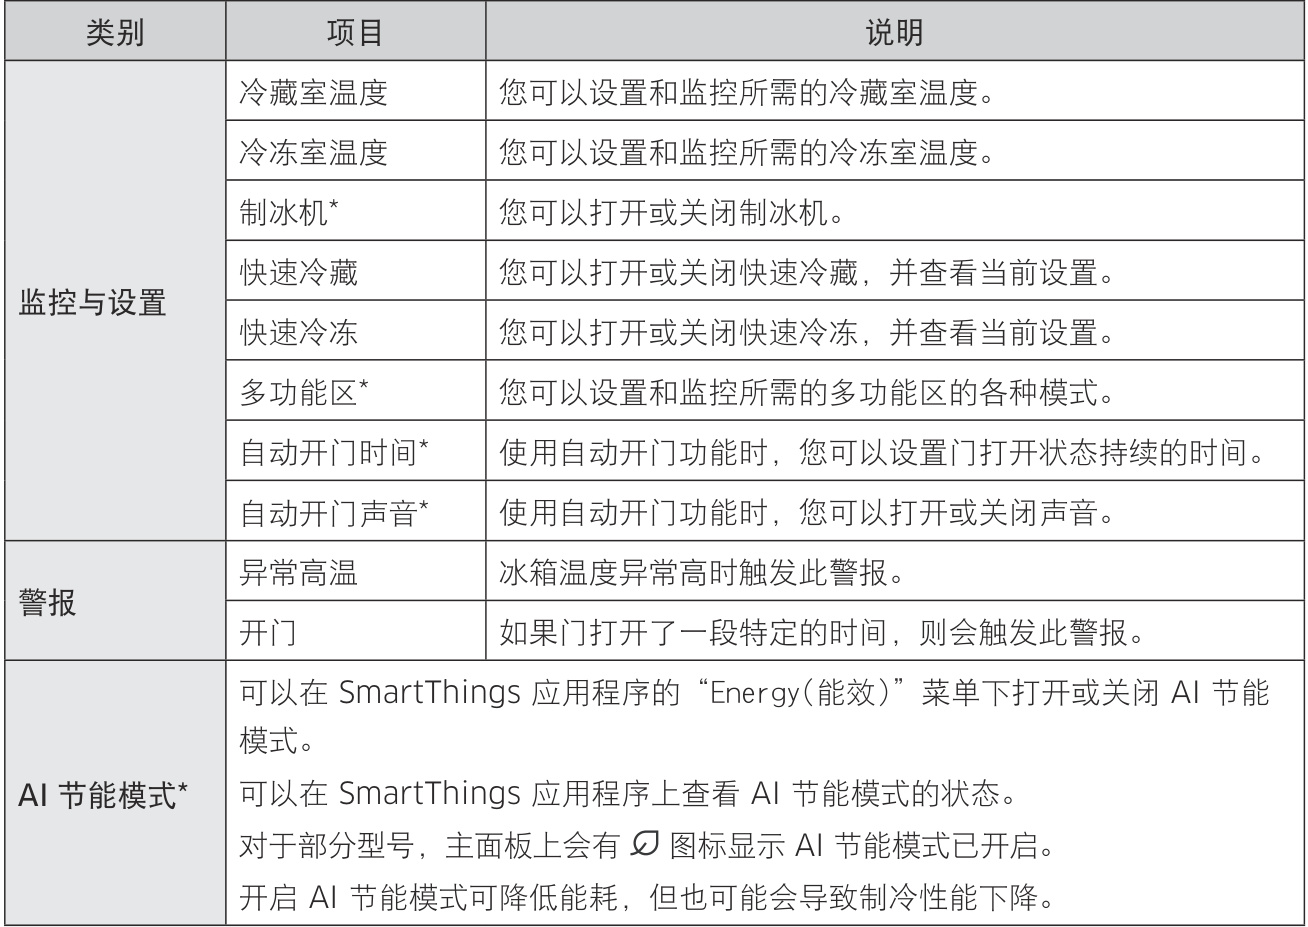 类别 项目 说明
冷藏室温度 您可以设置和监控所需的冷藏室温度。
冷冻室温度 您可以设置和监控所需的冷冻室温度。
制冰机* 您可以打开或关闭制冰机。
快速冷藏 您可以打开或关闭快速冷藏，并查看当前设置。
监控与设置
快速冷冻 您可以打开或关闭快速冷冻，并查看当前设置。
多功能区* 您可以设置和监控所需的多功能区的各种模式。
自动开门时间* 使用自动开门功能时，您可以设置门打开状态持续的时间。
自动开门声音* 使用自动开门功能时，您可以打开或关闭声音。
警报
异常高温 冰箱温度异常高时触发此警报。
开门 如果门打开了一段特定的时间，则会触发此警报。
AI 节能模式*
可以在 SmartThings 应用程序的“Energy(能效)”菜单下打开或关闭 AI 节能
模式。
可以在 SmartThings 应用程序上查看 AI 节能模式的状态。
对于部分型号，主面板上会有 图标显示 AI 节能模式已开启。
开启 AI 节能模式可降低能耗，但也可能会导致制冷性能下降。